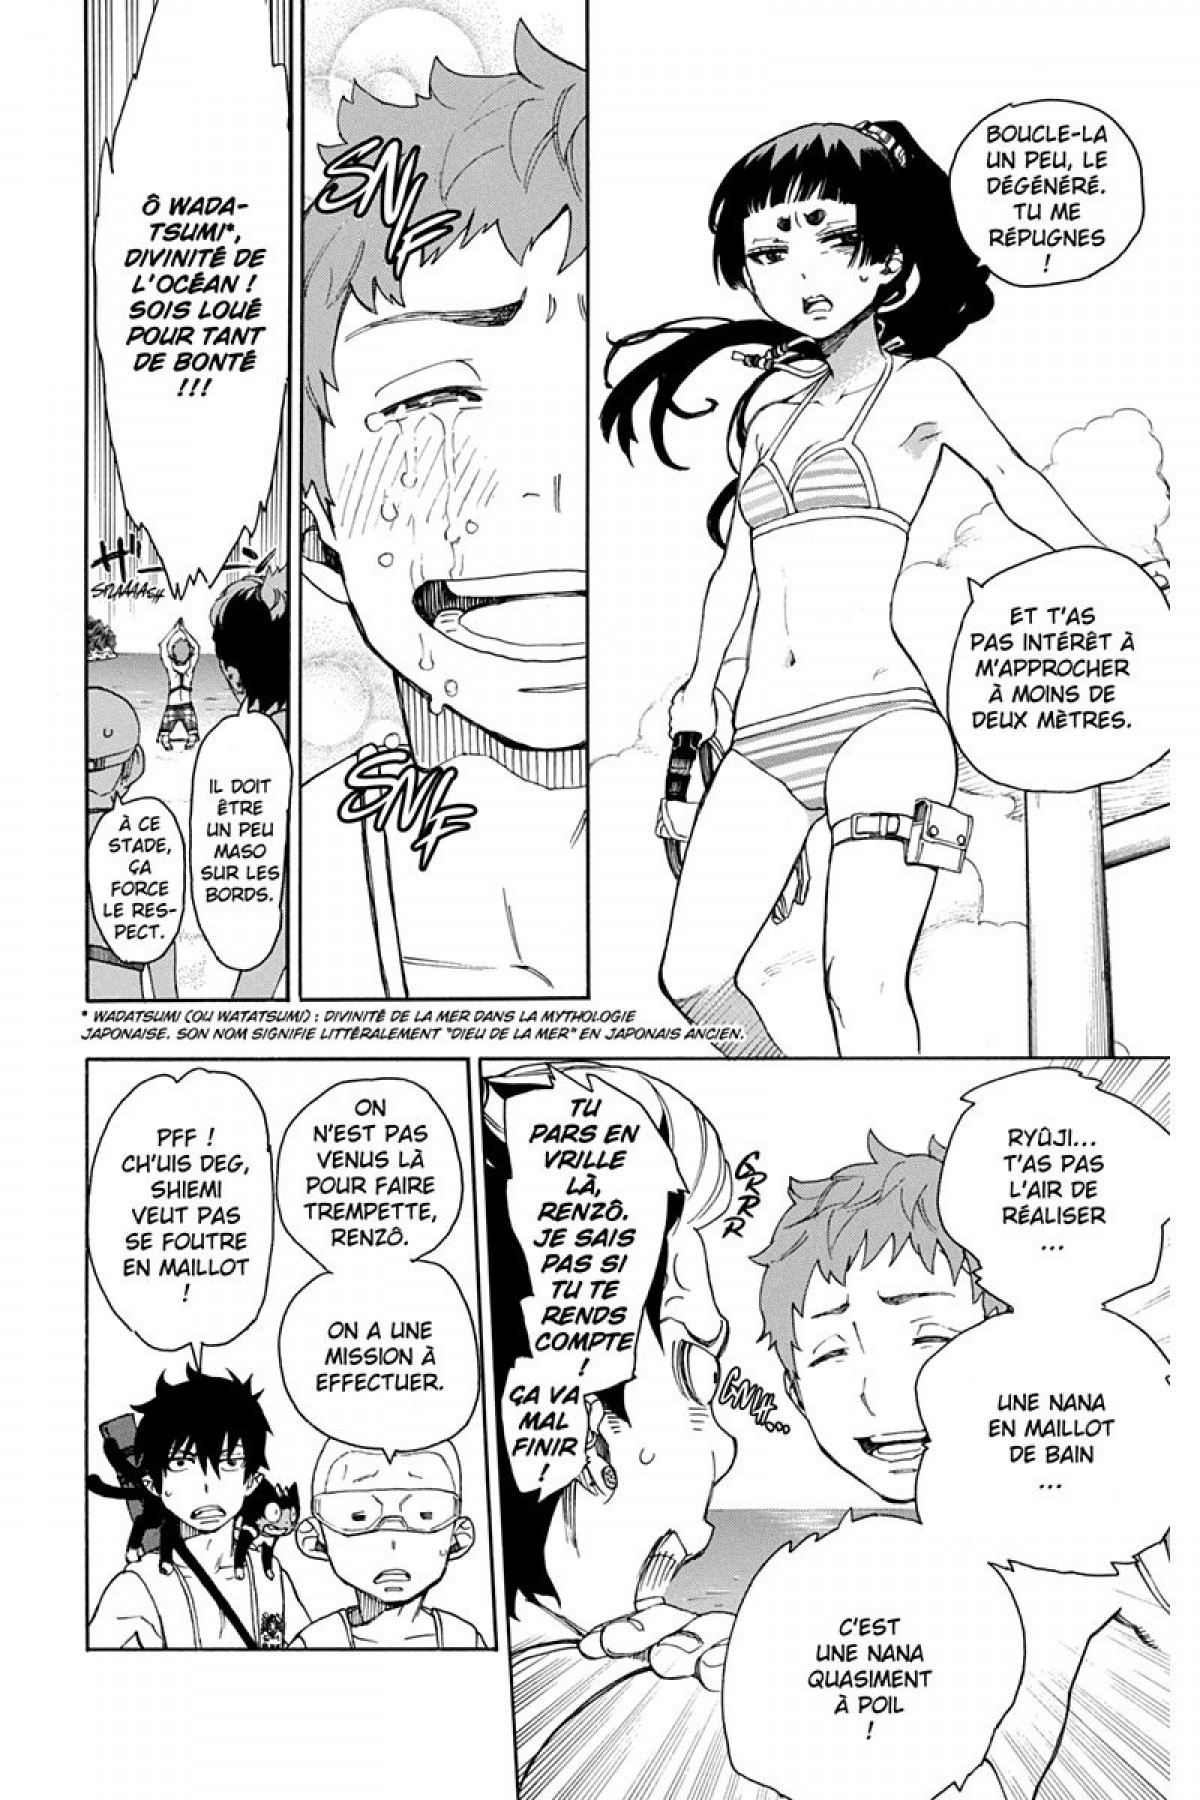 BOUCLE-LA
UN PEU, LE
DÉGÉNÉRÉ.
TU ME
RÉPUGNES
!
ET T'AS
PAS INTÉRÊT À
M'APPROCHER
À MOINS DE
DEUX MÈTRES.
SNIF
SNIF
Ô WADA-
TSUMI*,
DIVINITÉ DE
L'OCÉAN !
SOIS LOUÉ
POUR TANT
DE BONTÉ
!!!
SPLAAAASH
IL DOIT
ÊTRE
UN PEU
MASO
SUR LES
BORDS.
À CE
STADE,
ÇA
FORCE
LE RES-
PECT.
* WADATSUMI (OU WATATSUMI) : DIVINITÉ DE LA MER DANS LA MYTHOLOGIE
JAPONAISE. SON NOM SIGNIFIE LITTÉRALEMENT "DIEU DE LA MER" EN JAPONAIS ANCIEN.
RYÛJI...
T'AS PAS
L'AIR DE
RÉALISER
...
UNE NANA
EN MAILLOT
DE BAIN
...
C'EST
UNE NANA
QUASIMENT
À POIL
!
GRRR
GNH...
TU
PARS EN
VRILLE
LÀ,
RENZÔ.
JE SAIS
PAS SI
TU TE
RENDS
COMPTE
!
ÇA VA
MAL
FINIR
!
ON
N'EST PAS
VENUS LÀ
POUR FAIRE
TREMPETTE,
RENZÔ.
ON A UNE
MISSION À
EFFECTUER.
PFF !
CH'UIS DEG,
SHIEMI
VEUT PAS
SE FOUTRE
EN MAILLOT
!